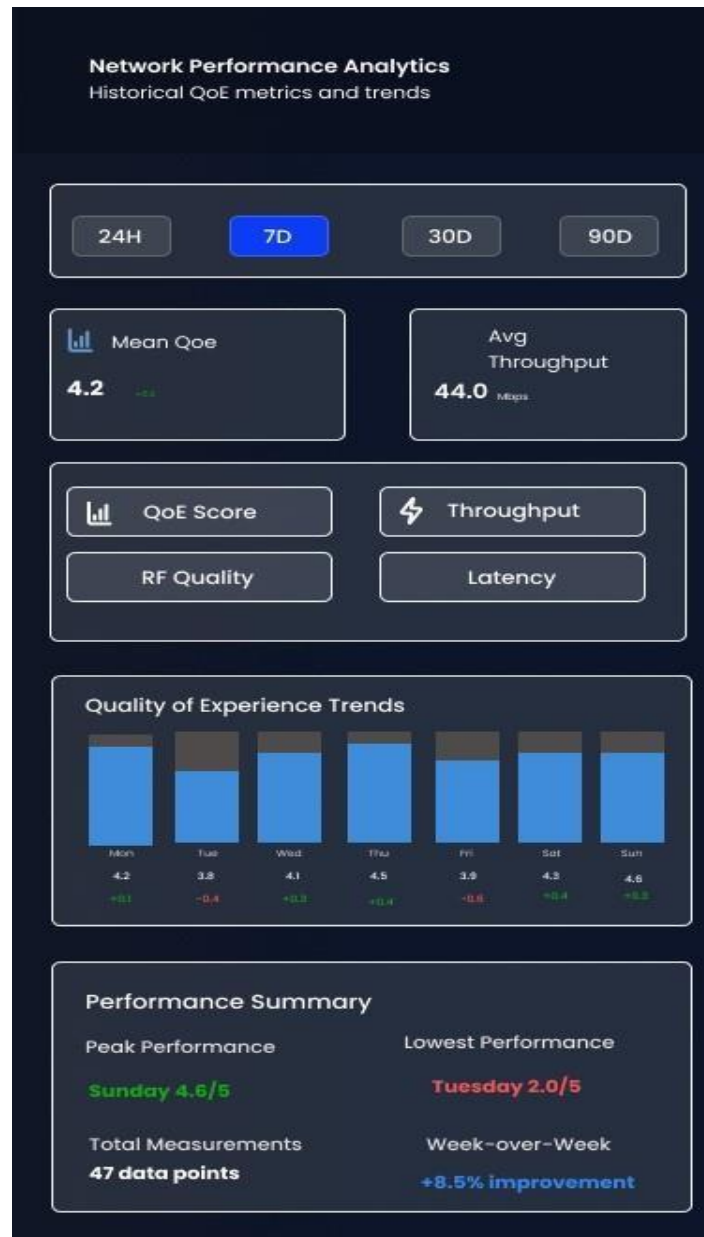 Network Performance Analytics
Historical QoE metrics and trends
24H 7D 30D 90D
Mean Qoe
4.2
Avg
Throughput
44.0 Mbps
QoE Score Throughput
RF Quality Latency
Quality of Experience Trends
Mon Tue Wed Thu Fri Sat Sun
4.2 3.8 4.1 4.5 3.9 4.3 4.6
+0.1 -0.4 +0.3 +0.4 -0.6 +0.4 +0.3
Performance Summary
Peak Performance
Sunday 4.6/5
Lowest Performance
Tuesday 2.0/5
Total Measurements
47 data points
Week-over-Week
+8.5% improvement